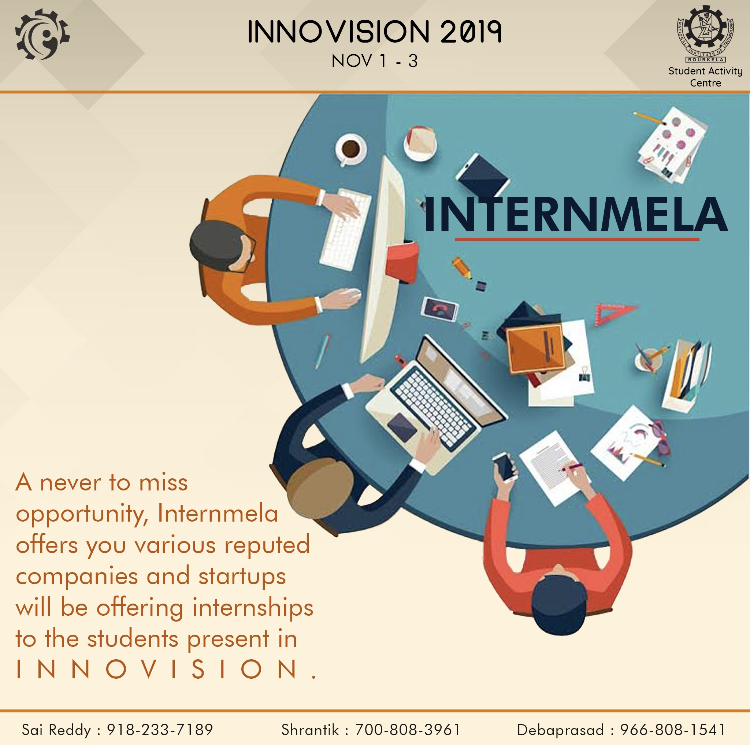 INNOVISION 2019
NOV 1 - 3
ROURKELA
Student Activity
Centre
INTERNMELA
A never to miss
opportunity, Internmela
offers you various reputed
companies and startups
will be offering internships
to the students present in
I N N O V I S I O N .
Sai Reddy : 918-233-7189
Shrantik : 700-808-3961
Debaprasad : 966-808-1541